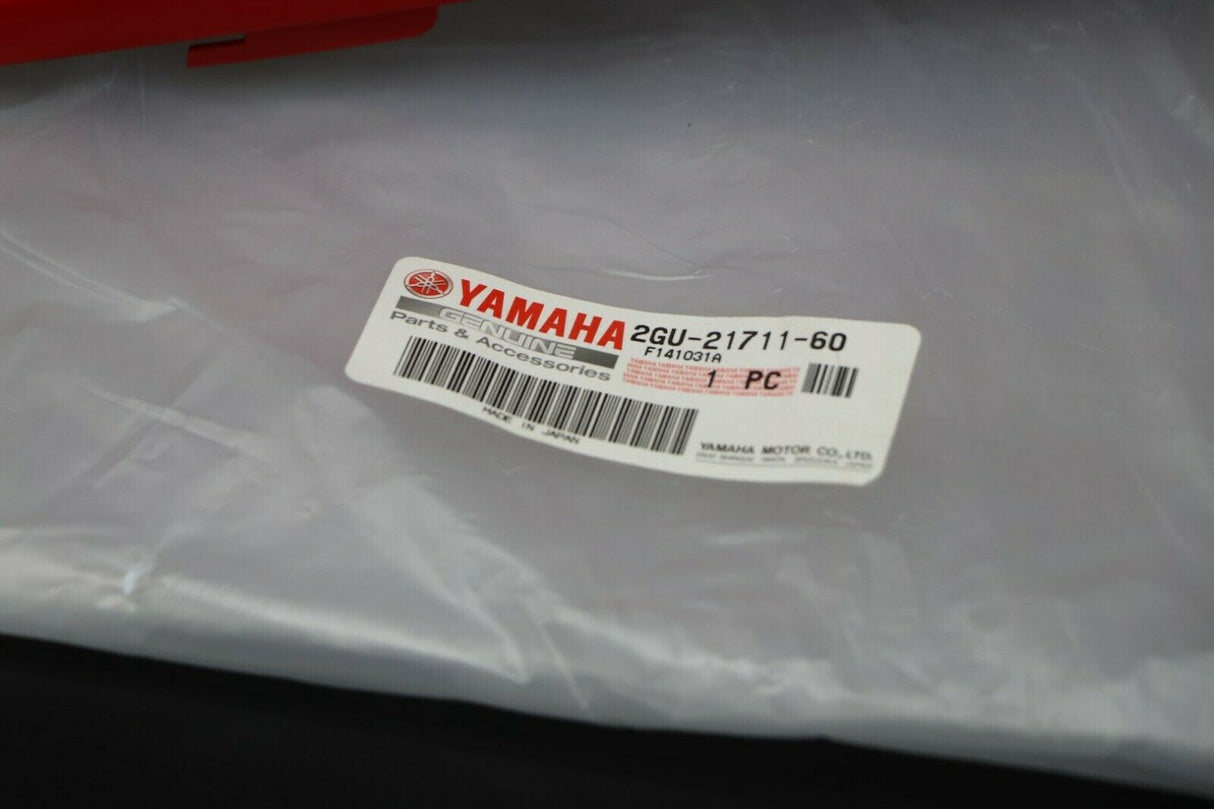 YAMAHA
GENUINE
Parts & Accessories
2GU-21711-60
F141031A
1 PC
MADE IN JAPAN
YAMAHA MOTOR CO., LTD.